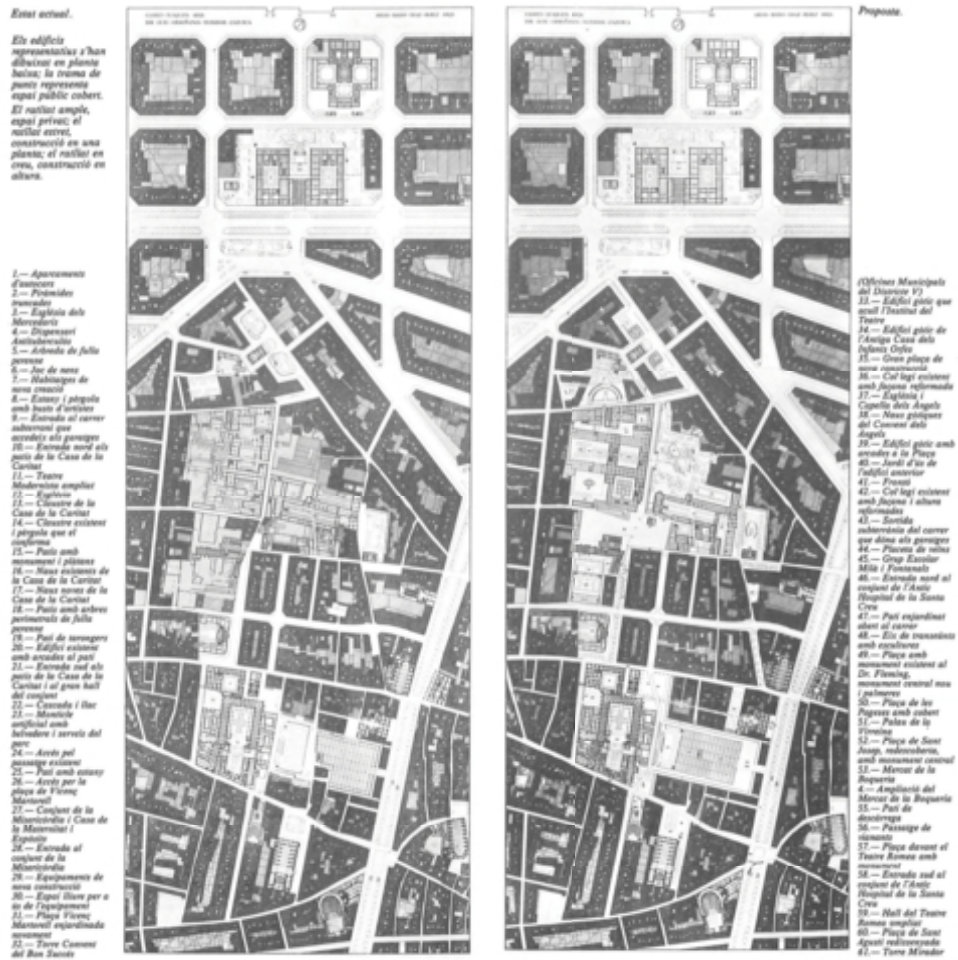 Estat actual.
Els edificis
representatius s'han
dibuixat en planta
baixa; la trama de
punts representa
espai públic cobert.
El ratllat ample,
espai privat; el
ratllat estret,
construcció en una
planta; el ratllat en
creu, construcció en
altura.
1.— Aparcaments
d'autocars
2.— Piràmides
truncades
3.— Església dels
Mercedaris
4.— Dispensari
Antituberculós
5.— Arbreda de fulla
perenne
6.— Joc de nens
7.— Habitatges de
nova creació
8.— Estany i pèrgola
amb busts d'artistes
9.— Entrada al carrer
subterrani que
accedeix als garatges
10.— Entrada nord als
patis de la Casa de la
Caritat
11.— Teatre
Modernista ampliat
12.— Església
13.— Claustre de la
Casa de la Caritat
14.— Claustre existent
i pèrgola que el
conforma
15.— Patis amb
monument i plàtans
16.— Naus existents de
la Casa de la Caritat
17.— Naus noves de la
Casa de la Caritat
18.— Patis amb arbres
perimetrals de fulla
perenne
19.— Pati de tarongers
20.— Edifici existent
amb arcades al pati
21.— Entrada sud als
patis de la Casa de la
Caritat i al gran hall
del conjunt
22.— Cascada i llac
23.— Montícle
artificial amb
belvedere i serveis del
parc
24.— Accés pel
passatge existent
25.— Pati amb estany
26.— Accés per la
plaça de Vicenç
Martorell
27.— Conjunt de la
Misericòrdia i Casa de
la Maternitat i
Expòsits
28.— Entrada al
conjunt de la
Misericòrdia
29.— Equipaments de
nova construcció
30.— Espai lliure per a
ús de l'equipament
31.— Plaça Vicenç
Martorell enjardinada
novament
32.— Torre Convent
del Bon Succés
Proposta.
(Oficines Municipals
del Districte V)
33.— Edifici gòtic que
acull l'Institut del
Teatre
34.— Edifici gòtic de
l'Antiga Casa dels
Infants Orfes
35.— Gran plaça de
nova construcció
36.— Col·legi existent
amb façana reformada
37.— Església i
Capella dels Àngels
38.— Naus gòtiques
del Convent dels
Àngels
39.— Edifici gòtic amb
arcades a la Plaça
40.— Jardí d'ús de
l'edifici anterior
41.— Frontó
42.— Col·legi existent
amb façana i altura
reformades
43.— Sortida
subterrània del carrer
que dóna als garatges
44.— Placeta de veïns
45.— Grup Escolar
Milà i Fontanals
46.— Entrada nord al
conjunt de l'Antic
Hospital de la Santa
Creu
47.— Pati enjardinat
obert al carrer
48.— Eix de transeünts
amb escultures
49.— Plaça amb
monument existent al
Dr. Fleming,
monument central nou
i palmeres
50.— Plaça de les
Pageses amb cobert
51.— Palau de la
Virreina
52.— Plaça de Sant
Josep, redescoberta,
amb monument central
53.— Mercat de la
Boqueria
4.— Ampliació del
Mercat de la Boqueria
55.— Pati de
descàrrega
56.— Passatge de
vianants
57.— Plaça davant el
Teatre Romea amb
monument
58.— Entrada sud al
conjunt de l'Antic
Hospital de la Santa
Creu
59.— Hall del Teatre
Romea ampliat
60.— Plaça de Sant
Agustí redissenyada
61.— Torre Mirador